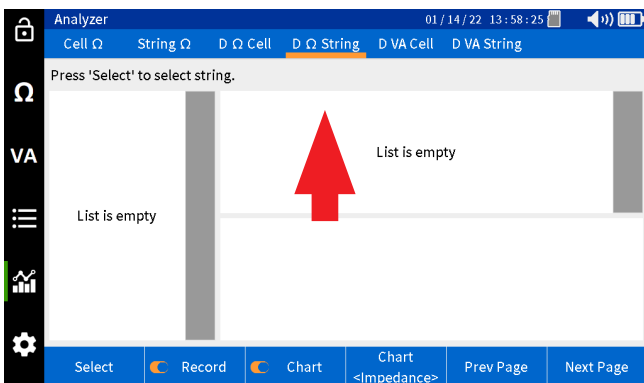 Analyzer 01/14/22 13:58:25
Cell Ω String Ω D Ω Cell D Ω String D VA Cell D VA String
Press 'Select' to select string.
Ω
VA
List is empty
List is empty
Select Record Chart Chart <Impedance> Prev Page Next Page